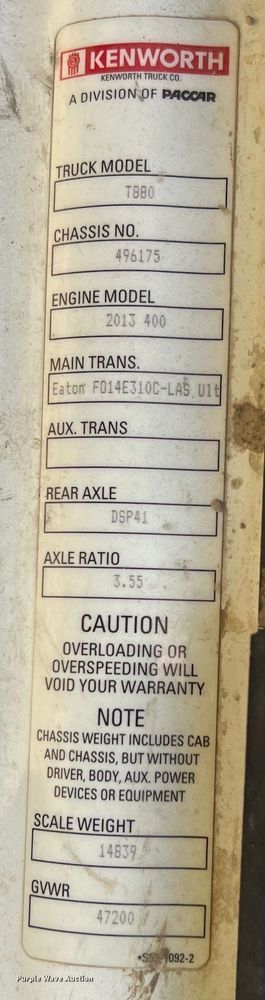 KENWORTH
KENWORTH TRUCK CO.
A DIVISION OF PACCAR
TRUCK MODEL
T880
CHASSIS NO.
496175
ENGINE MODEL
2013 400
MAIN TRANS.
Eaton FO14E310C-LAS Ult
AUX. TRANS
REAR AXLE
DSP41
AXLE RATIO
3.55
CAUTION
OVERLOADING OR
OVERSPEEDING WILL
VOID YOUR WARRANTY
NOTE
CHASSIS WEIGHT INCLUDES CAB
AND CHASSIS, BUT WITHOUT
DRIVER, BODY, AUX. POWER
DEVICES OR EQUIPMENT
SCALE WEIGHT
14839
GVWR
47200
Purple Wave Auction